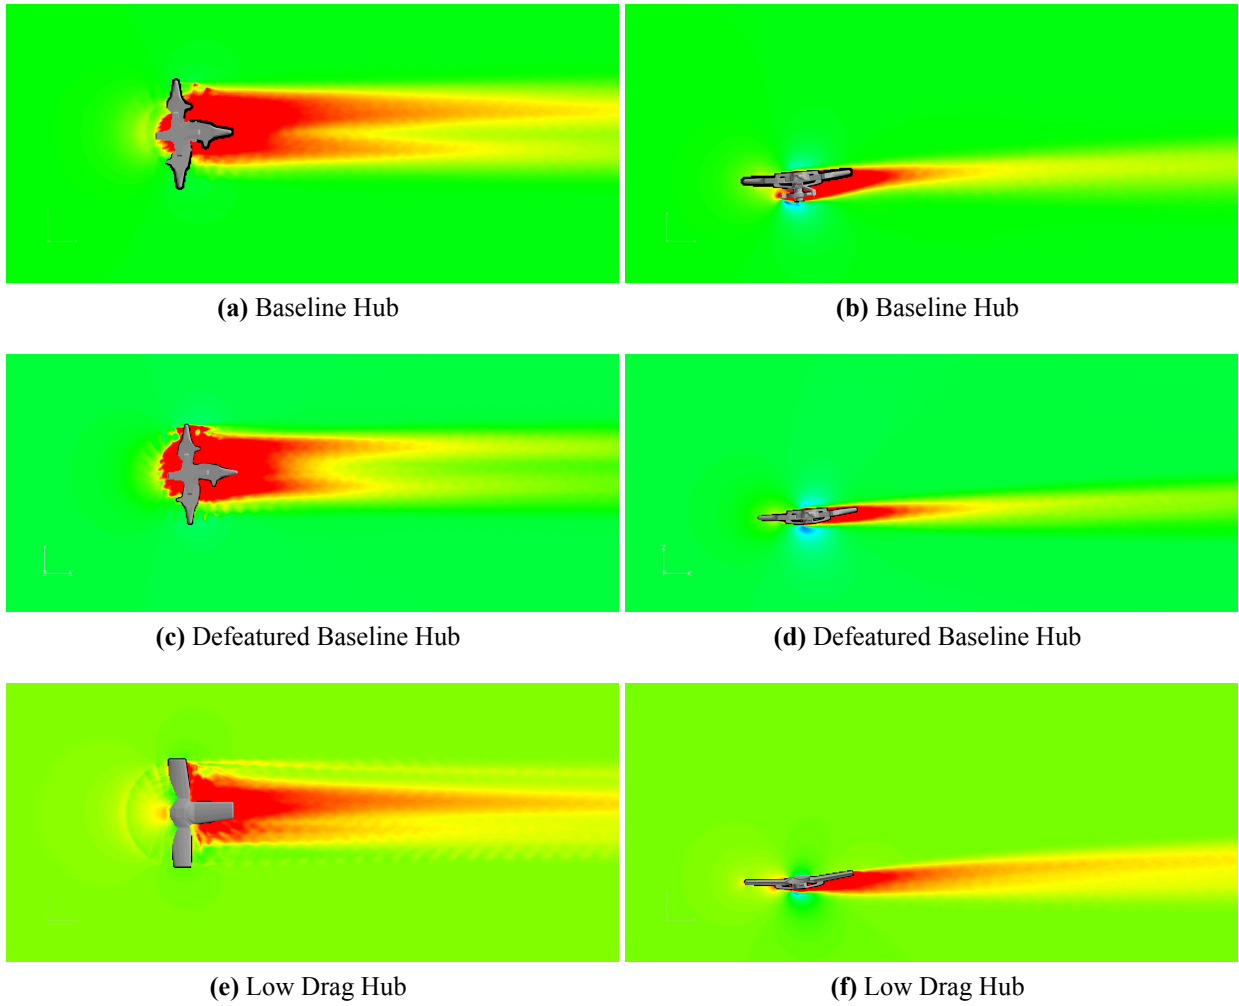 (a) Baseline Hub
(b) Baseline Hub
(c) Defeatured Baseline Hub
(d) Defeatured Baseline Hub
(e) Low Drag Hub
(f) Low Drag Hub